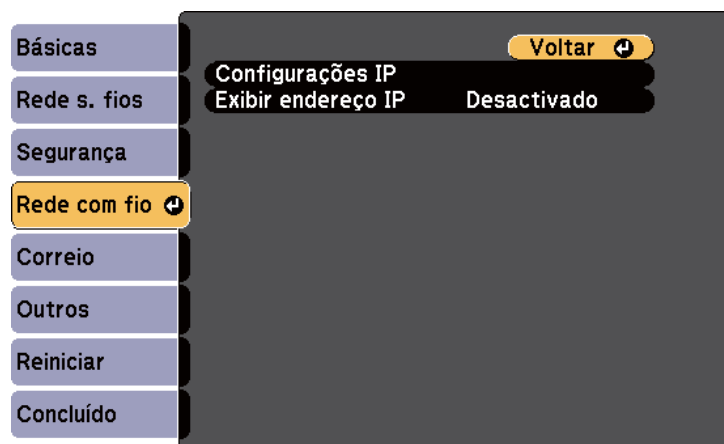 Básicas
Rede s. fios
Segurança
Rede com fio
Correio
Outros
Reiniciar
Concluído
Voltar
Configurações IP
Exibir endereço IP Desactivado